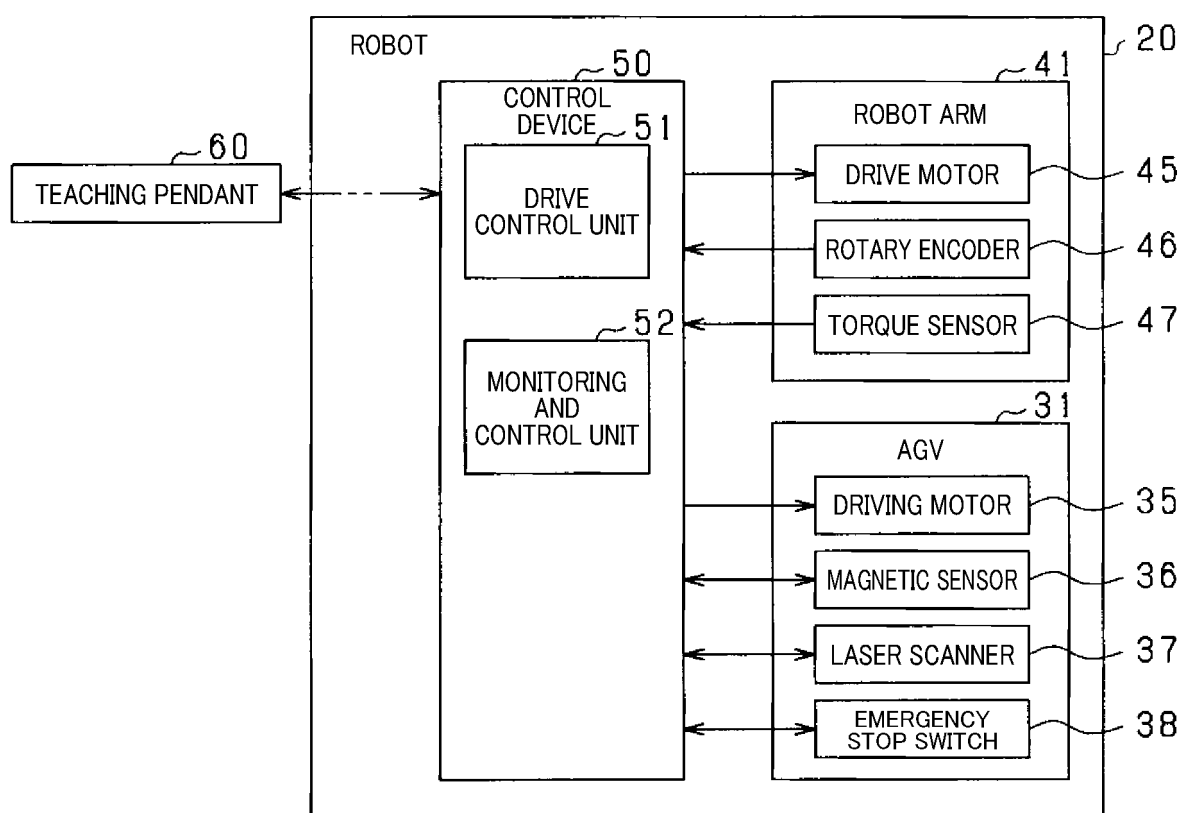 ROBOT
20
50
CONTROL
DEVICE
51
DRIVE
CONTROL UNIT
52
MONITORING
AND
CONTROL UNIT
60
TEACHING PENDANT
41
ROBOT ARM
DRIVE MOTOR
45
ROTARY ENCODER
46
TORQUE SENSOR
47
31
AGV
DRIVING MOTOR
35
MAGNETIC SENSOR
36
LASER SCANNER
37
EMERGENCY
STOP SWITCH
38